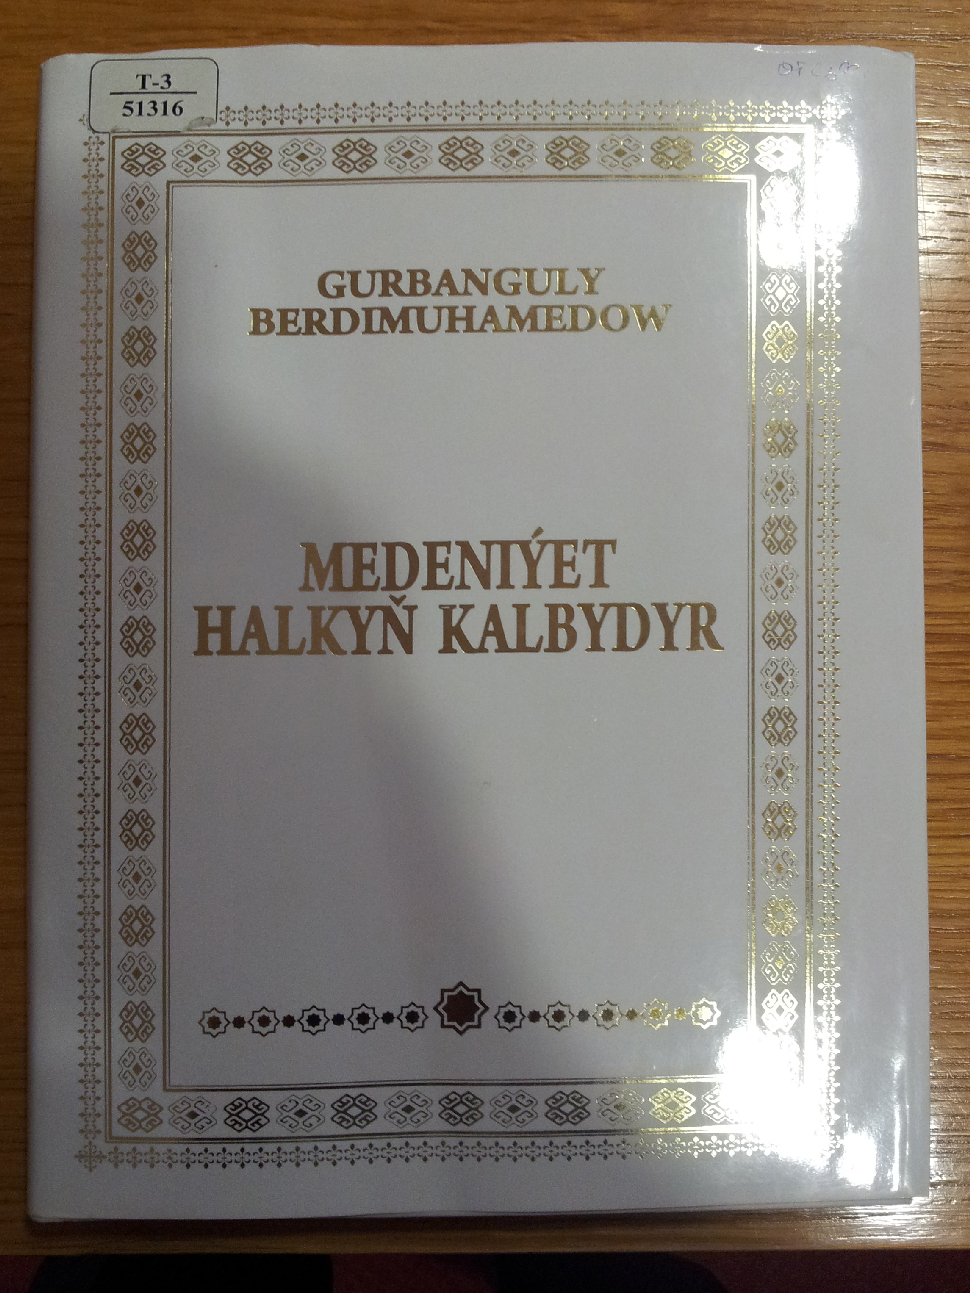 T-3
51316
GURBANGULY
BERDIMUHAMEDOW
MEDENIÝET
HALKYŇ KALBYDYR